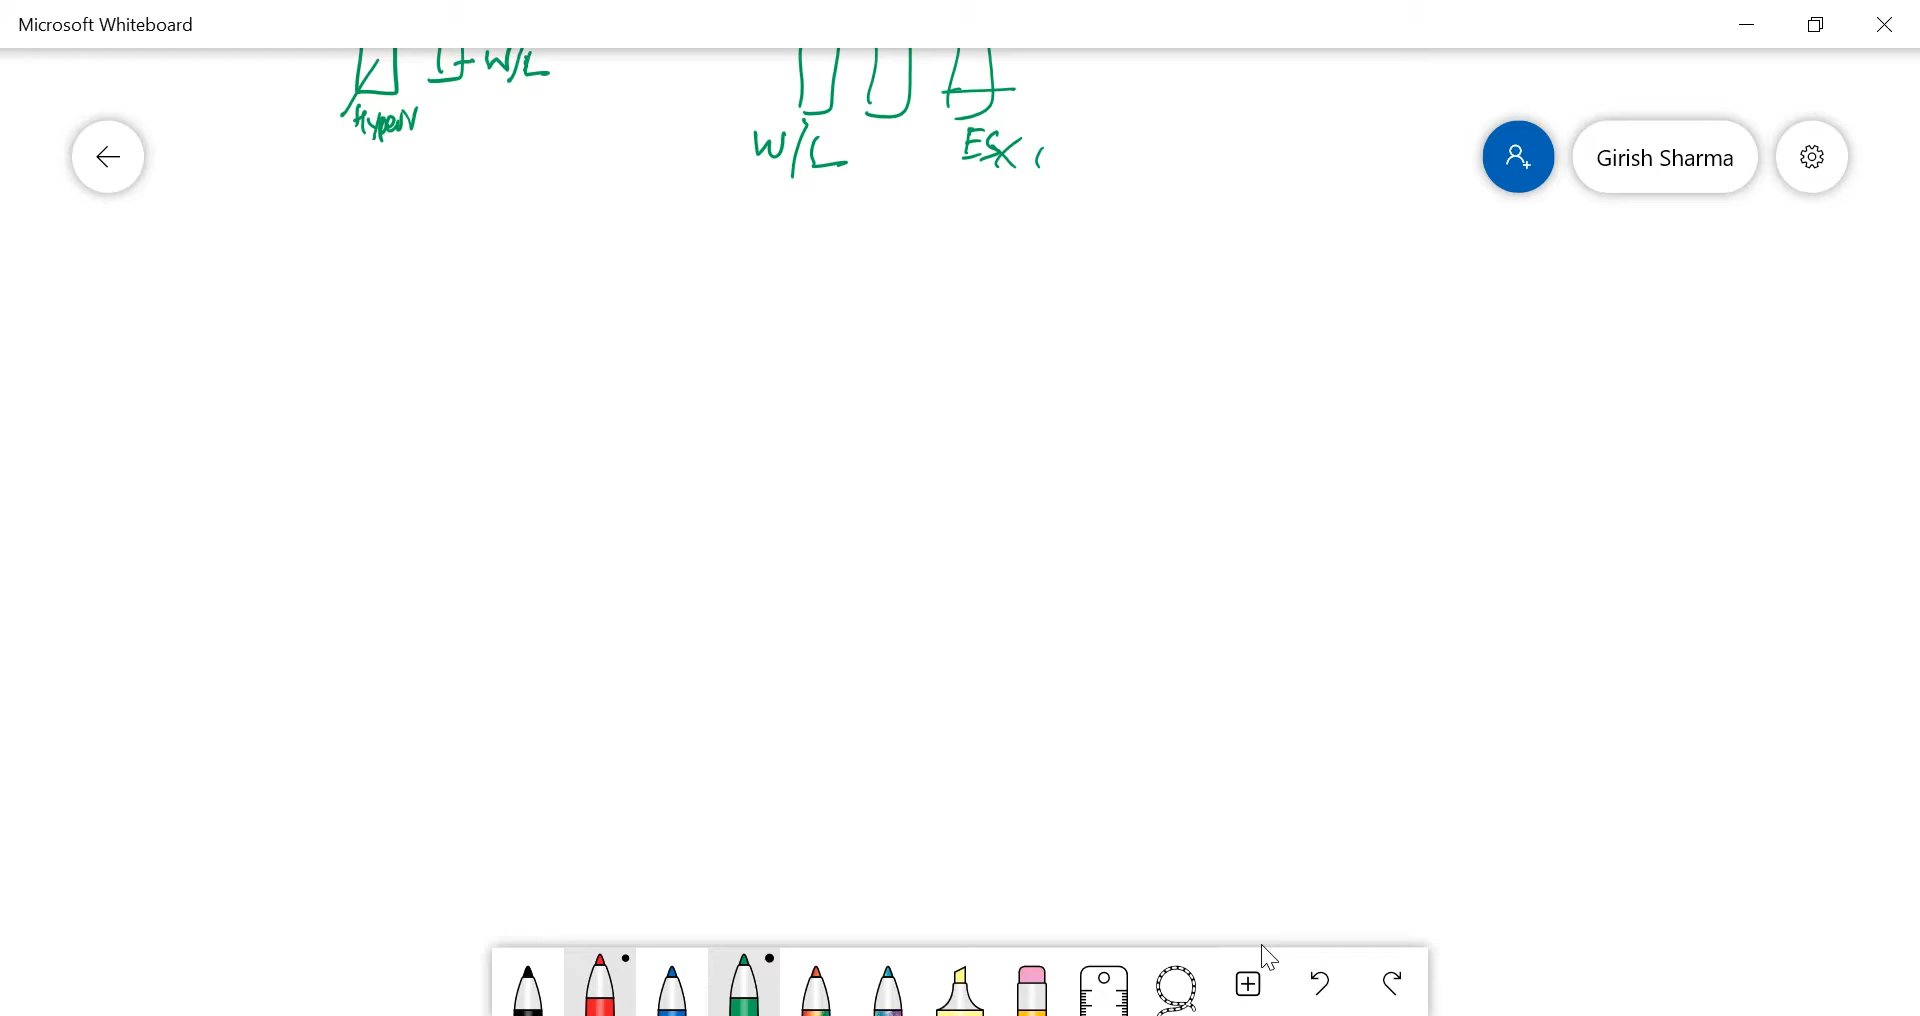 Microsoft Whiteboard
W/L
HyperV
W/L
ESX
Girish Sharma